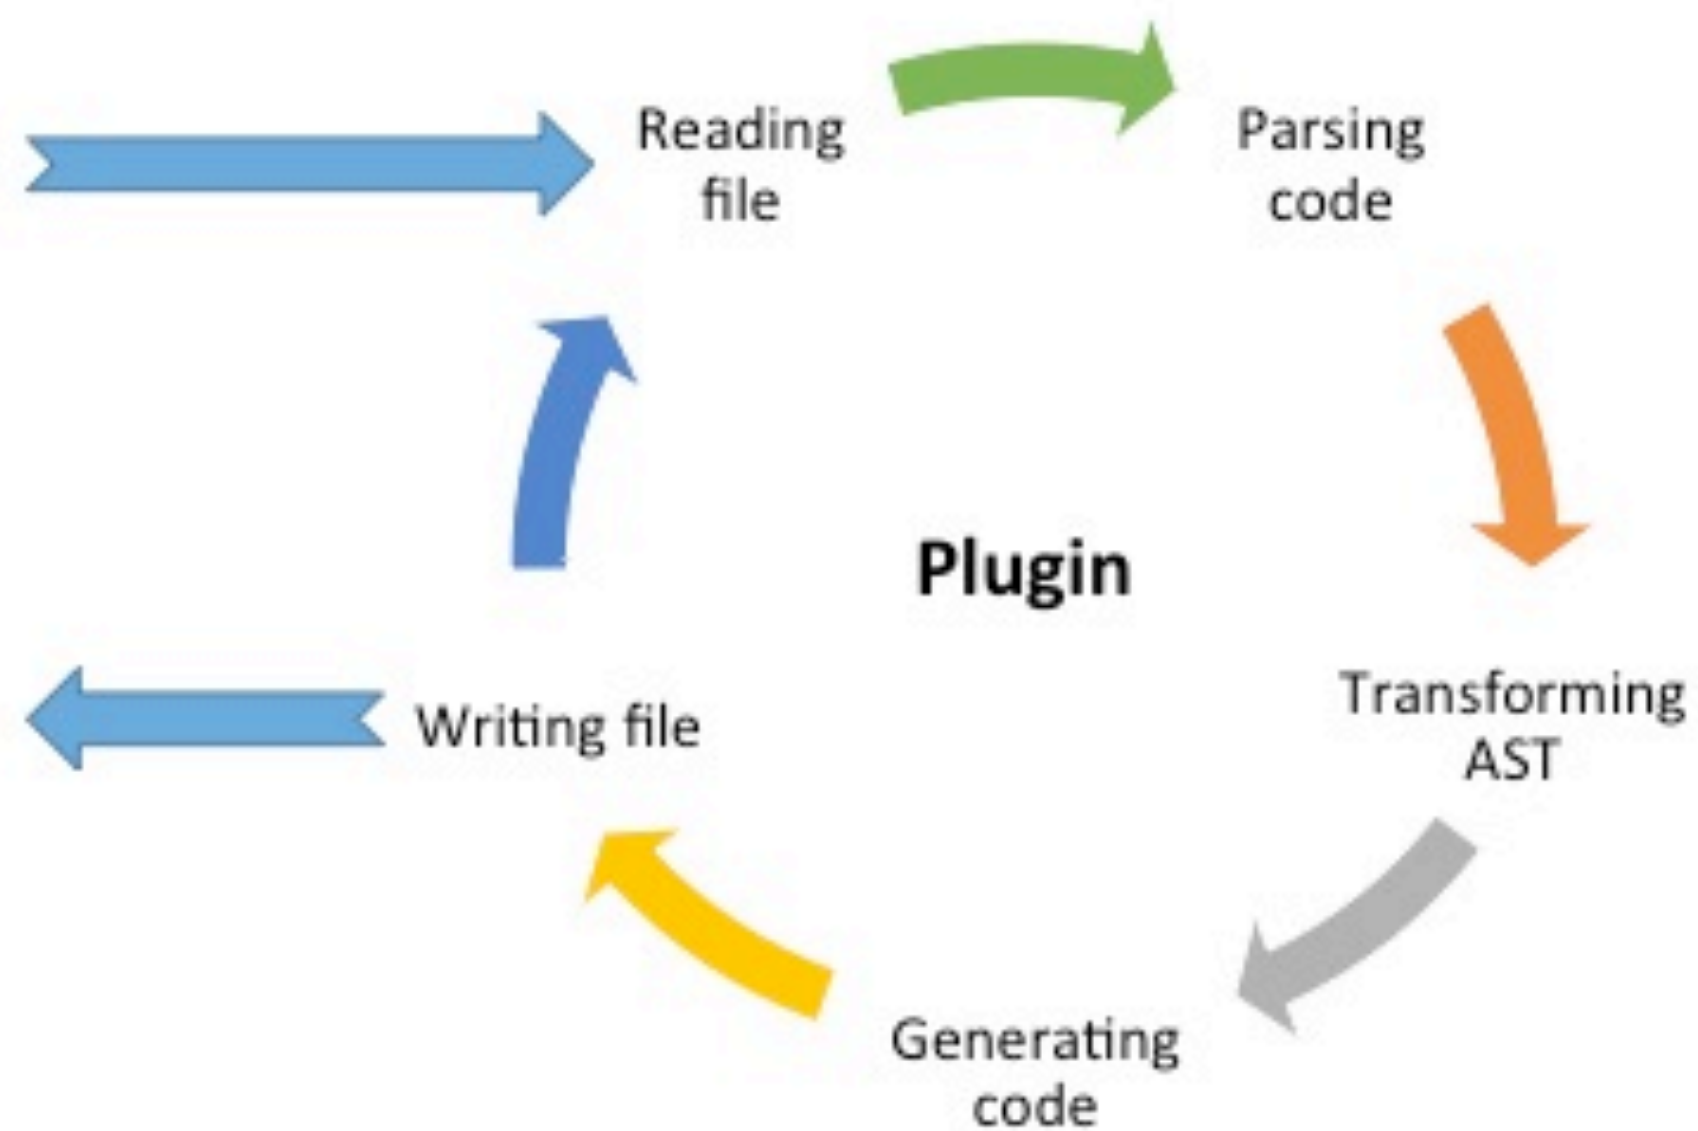 Reading
file
Parsing
code
Plugin
Transforming
AST
Writing file
Generating
code